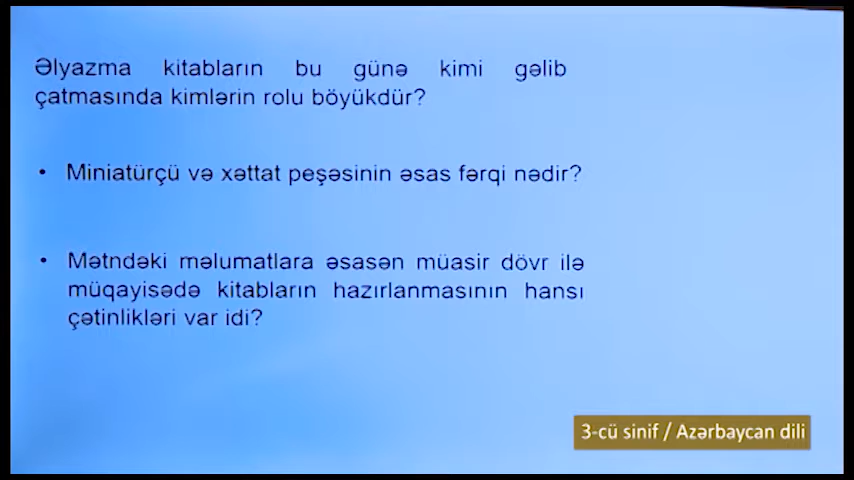 Əlyazma kitabların bu günə kimi gəlib
çatmasında kimlərin rolu böyükdür?
• Miniatürçü və xəttat peşəsinin əsas fərqi nədir?
• Mətndəki məlumatlara əsasən müasir dövr ilə
müqayisədə kitabların hazırlanmasının hansı
çətinlikləri var idi?
3-cü sinif / Azərbaycan dili